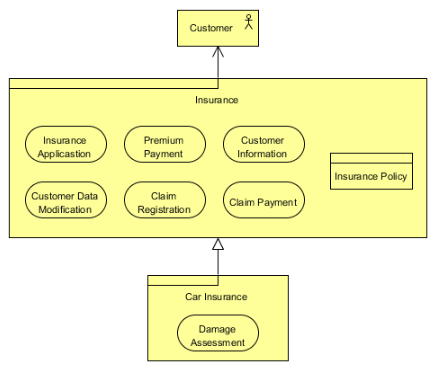 Customer
Insurance
Insurance
Applicastion
Premium
Payment
Customer
Information
Insurance Policy
Customer Data
Modification
Claim
Registration
Claim Payment
Car Insurance
Damage
Assessment